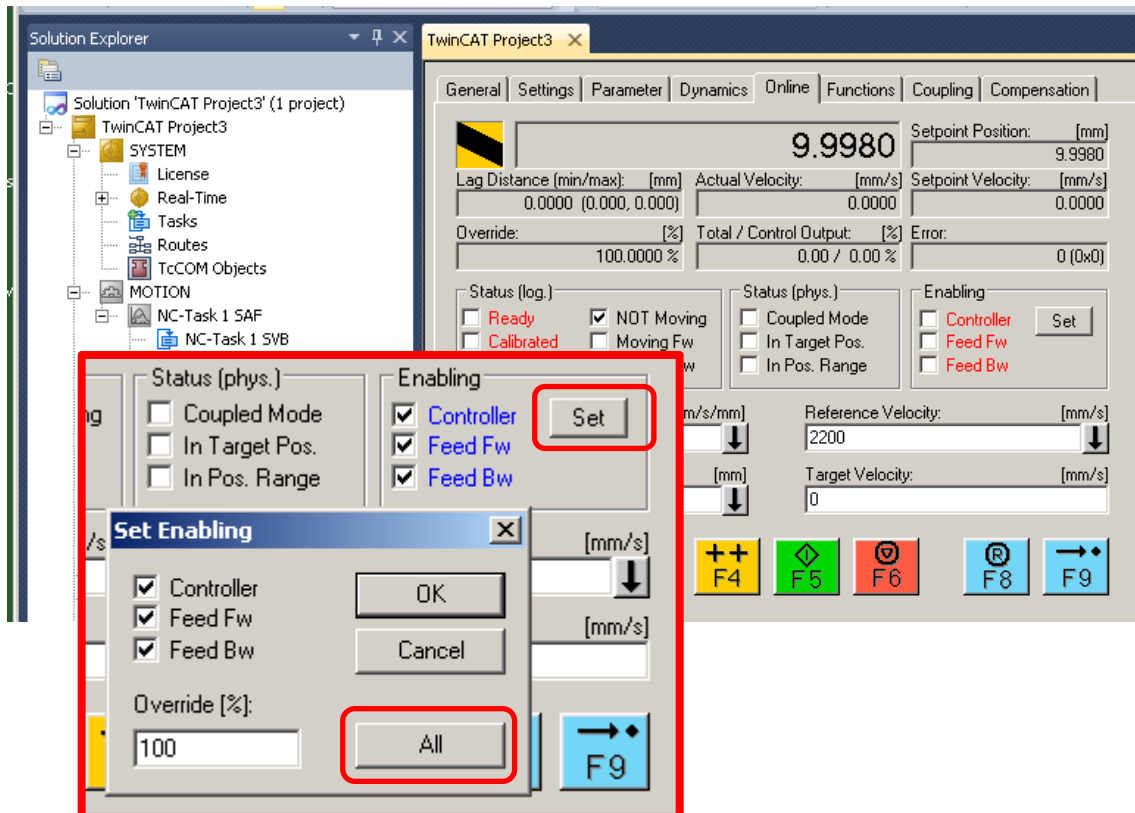 Solution Explorer
TwinCAT Project3
Solution 'TwinCAT Project3' (1 project)
TwinCAT Project3
SYSTEM
License
Real-Time
Tasks
Routes
TcCOM Objects
MOTION
NC-Task 1 SAF
NC-Task 1 SVB
General Settings Parameter Dynamics Online Functions Coupling Compensation
9.9980
Setpoint Position: [mm]
9.9980
Lag Distance (min/max): [mm] Actual Velocity: [mm/s] Setpoint Velocity: [mm/s]
0.0000 (0.000, 0.000) 0.0000 0.0000
Override: [%] Total / Control Output: [%] Error:
100.0000 % 0.00 / 0.00 % 0 (0x0)
Status (log.) Status (phys.) Enabling
Ready NOT Moving Coupled Mode Controller Set
Calibrated Moving Fw In Target Pos. Feed Fw
w In Pos. Range Feed Bw
m/s/mm] Reference Velocity: [mm/s]
2200
[mm] Target Velocity: [mm/s]
0
++ F4
F5
F6
R F8
F9
Status (phys.) Enabling
ng Coupled Mode Controller Set
In Target Pos. Feed Fw
In Pos. Range Feed Bw
Set Enabling
/s [mm/s]
Controller OK
Feed Fw [mm/s]
Feed Bw Cancel
Override [%]:
100 All
F9